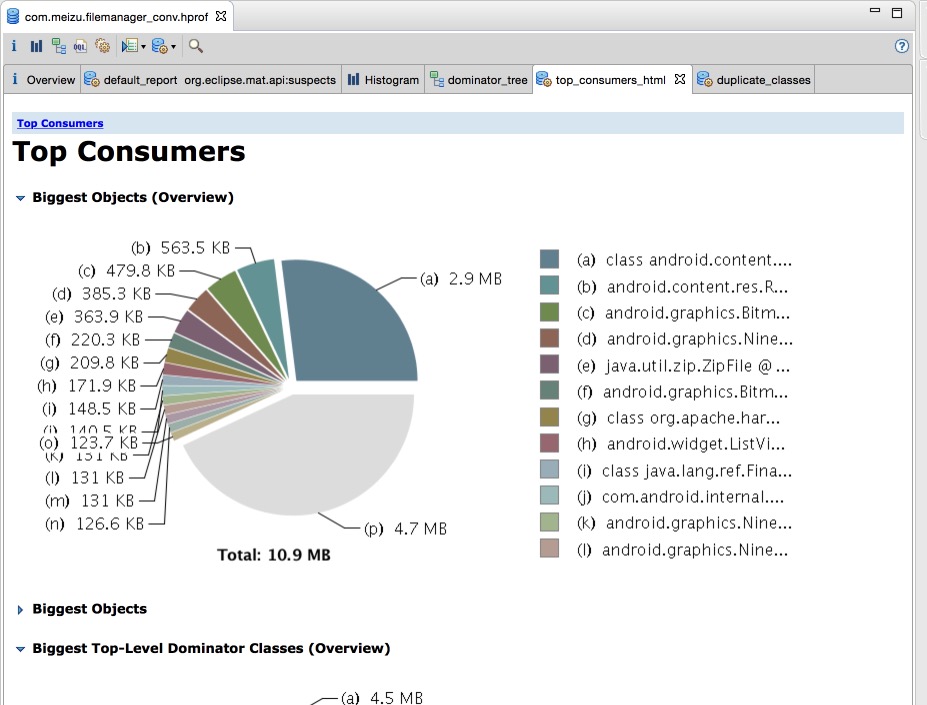 com.meizu.filemanager_conv.hprof
OQL
Overview
default_report org.eclipse.mat.api:suspects
Histogram
dominator_tree
top_consumers_html
duplicate_classes
Top Consumers
Top Consumers
Biggest Objects (Overview)
(b) 563.5 KB
(c) 479.8 KB
(d) 385.3 KB
(e) 363.9 KB
(f) 220.3 KB
(g) 209.8 KB
(h) 171.9 KB
(i) 148.5 KB
(j) 140.5 KB
(o) 123.7 KB
(k) 131 KB
(l) 131 KB
(m) 131 KB
(n) 126.6 KB
(a) 2.9 MB
(p) 4.7 MB
Total: 10.9 MB
(a) class android.content....
(b) android.content.res.R...
(c) android.graphics.Bitm...
(d) android.graphics.Nine...
(e) java.util.zip.ZipFile @ ...
(f) android.graphics.Bitm...
(g) class org.apache.har...
(h) android.widget.ListVi...
(i) class java.lang.ref.Fina...
(j) com.android.internal....
(k) android.graphics.Nine...
(l) android.graphics.Nine...
Biggest Objects
Biggest Top-Level Dominator Classes (Overview)
(a) 4.5 MB